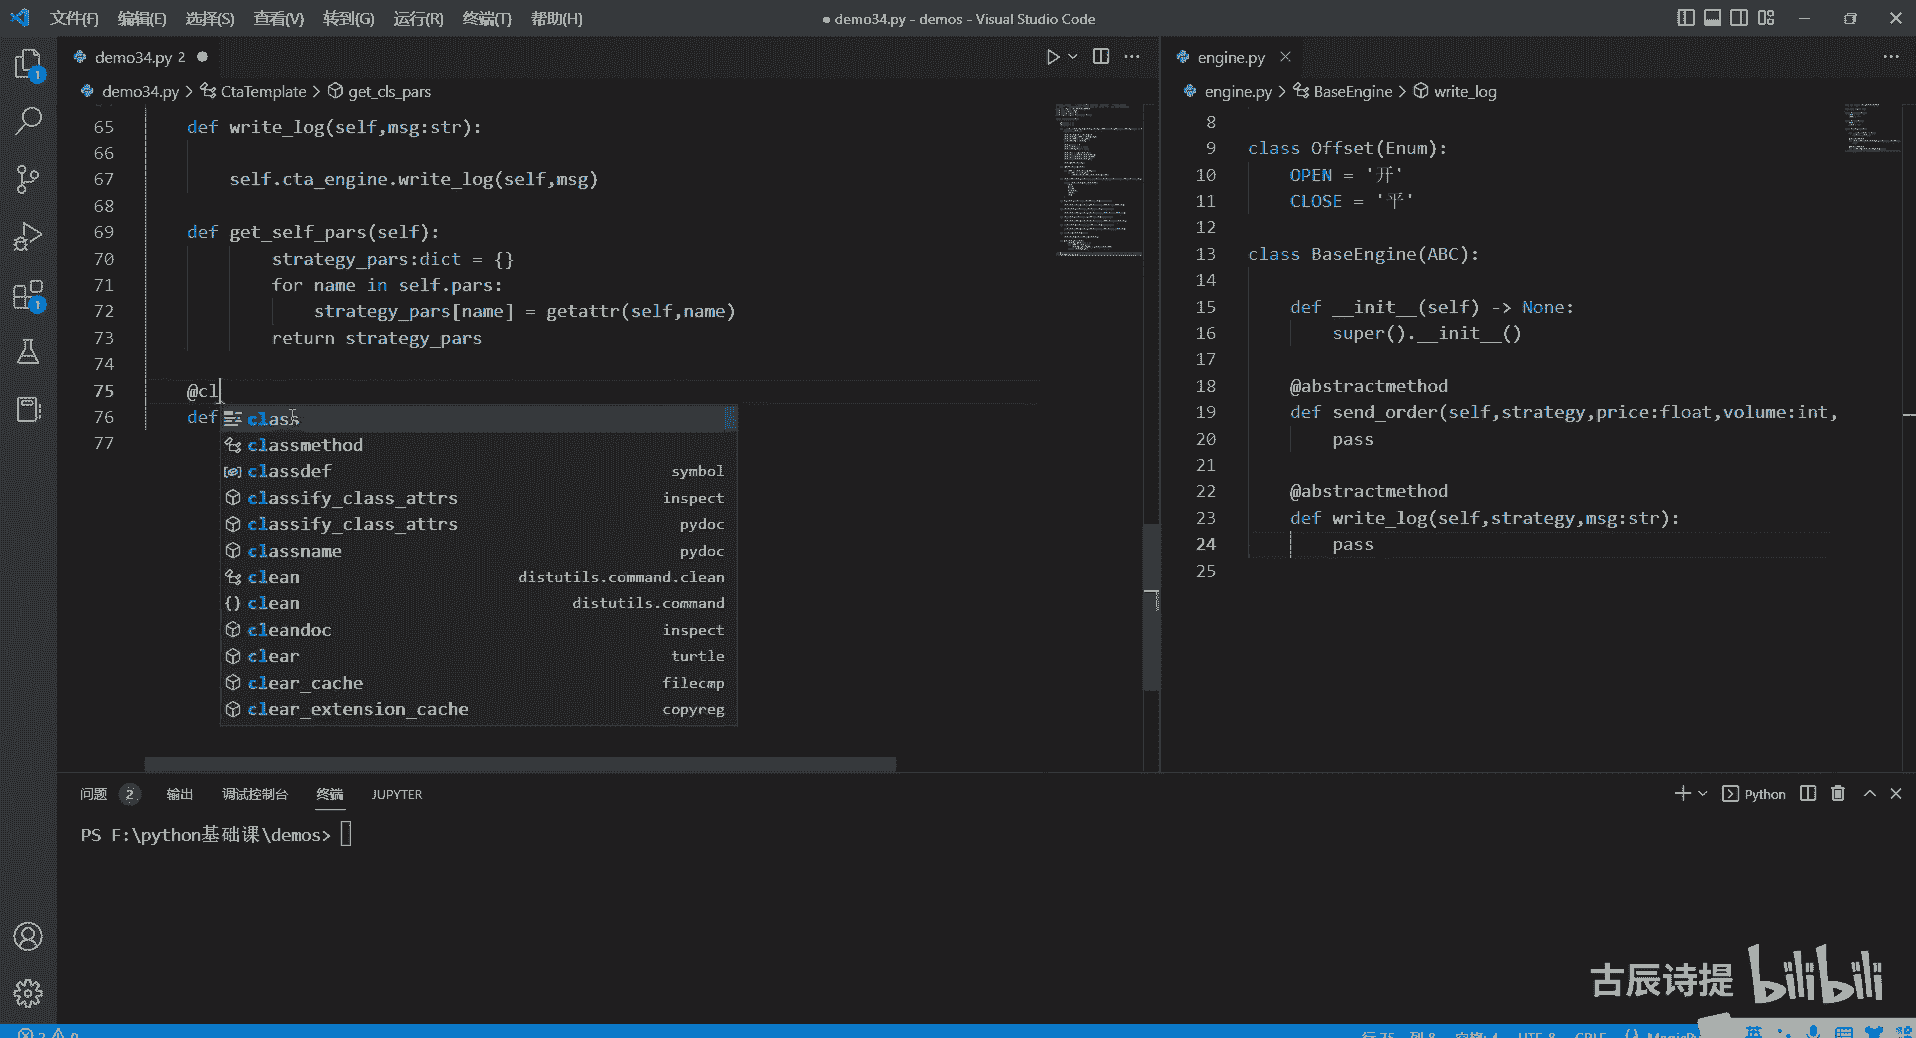 文件(F) 编辑(E) 选择(S) 查看(V) 转到(G) 运行(R) 终端(T) 帮助(H)
● demo34.py - demos - Visual Studio Code
demo34.py 2 ●
demo34.py > CtaTemplate > get_cls_pars
65 def write_log(self,msg:str):
66
67 self.cta_engine.write_log(self,msg)
68
69 def get_self_pars(self):
70 strategy_pars:dict = {}
71 for name in self.pars:
72 strategy_pars[name] = getattr(self,name)
73 return strategy_pars
74
75 @cl
76 def
77
class
classmethod
classdef symbol
classify_class_attrs inspect
classify_class_attrs pydoc
classname pydoc
clean distutils.command.clean
clean distutils.command
cleandoc inspect
clear turtle
clear_cache filecmp
clear_extension_cache copyreg
engine.py
engine.py > BaseEngine > write_log
8
9 class Offset(Enum):
10 OPEN = '开'
11 CLOSE = '平'
12
13 class BaseEngine(ABC):
14
15 def __init__(self) -> None:
16 super().__init__()
17
18 @abstractmethod
19 def send_order(self,strategy,price:float,volume:int,
20 pass
21
22 @abstractmethod
23 def write_log(self,strategy,msg:str):
24 pass
25
问题 2 输出 调试控制台 终端 JUPYTER
Python
PS F:\python基础课\demos>
古辰诗提 bilibili
英
1
1